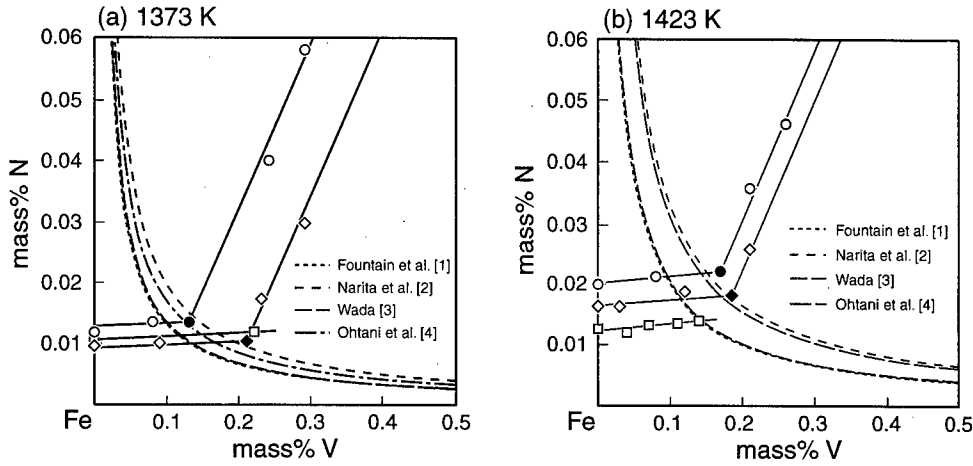 (a) 1373 K
0.06
0.05
0.04
0.03
0.02
0.01
mass% N
Fountain et al. [1]
Narita et al. [2]
Wada [3]
Ohtani et al. [4]
Fe
0.1
0.2
0.3
0.4
0.5
mass% V
(b) 1423 K
0.06
0.05
0.04
0.03
0.02
0.01
mass% N
Fountain et al. [1]
Narita et al. [2]
Wada [3]
Ohtani et al. [4]
Fe
0.1
0.2
0.3
0.4
0.5
mass% V